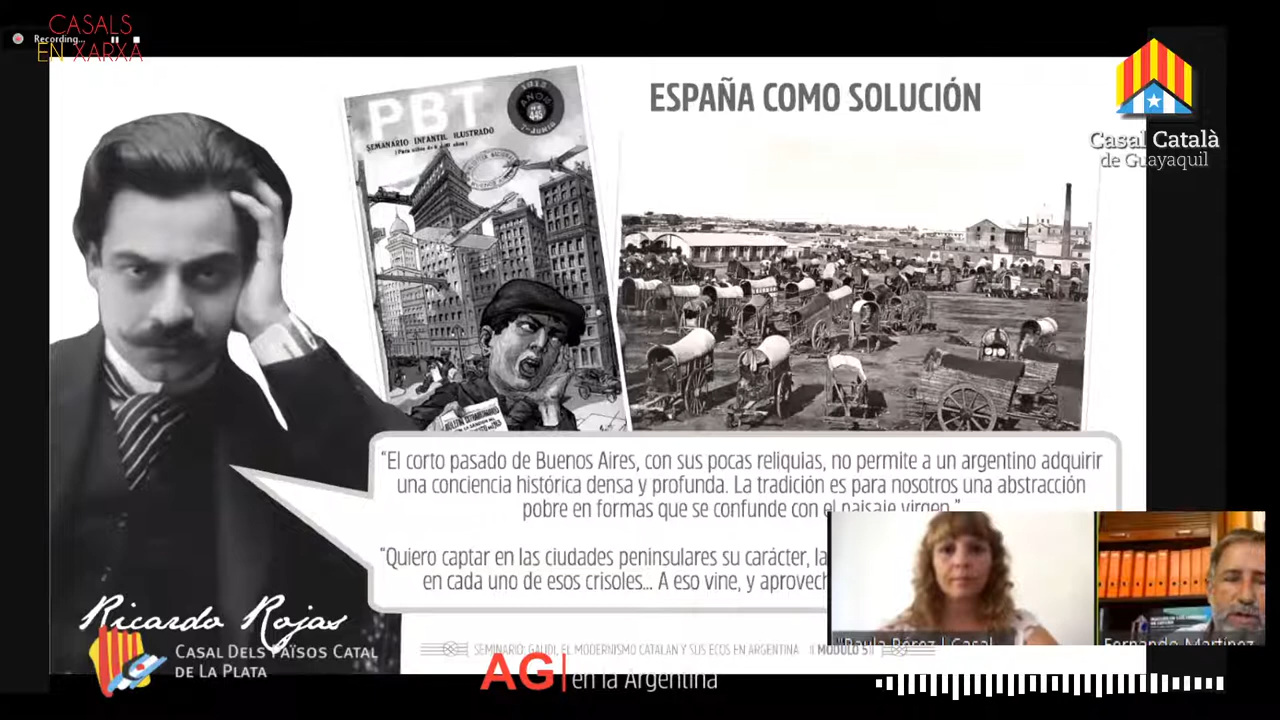 CASALS
EN XARXA
Recording...
ESPAÑA COMO SOLUCIÓN
Casal Català
de Guayaquil
PBT
SEMANARIO INFANTIL ILUSTRADO
"El corto pasado de Buenos Aires, con sus pocas reliquias, no permite a un argentino adquirir
una conciencia histórica densa y profunda. La tradición es para nosotros una abstracción
pobre en formas que se confunde con el paisaje virgen."
"Quiero captar en las ciudades peninsulares su carácter, la
en cada uno de esos crisoles... A eso vine, y aprovech
Ricardo Rojas
CASAL DELS PAÏSOS CATAL
DE LA PLATA
SEMINARIO: GAUDÍ, EL MODERNISMO CATALÁN Y SUS ECOS EN ARGENTINA || MÓDULO 5 ||
AG| en la Argentina
Paula Pérez | Casal
Fernando Martínez